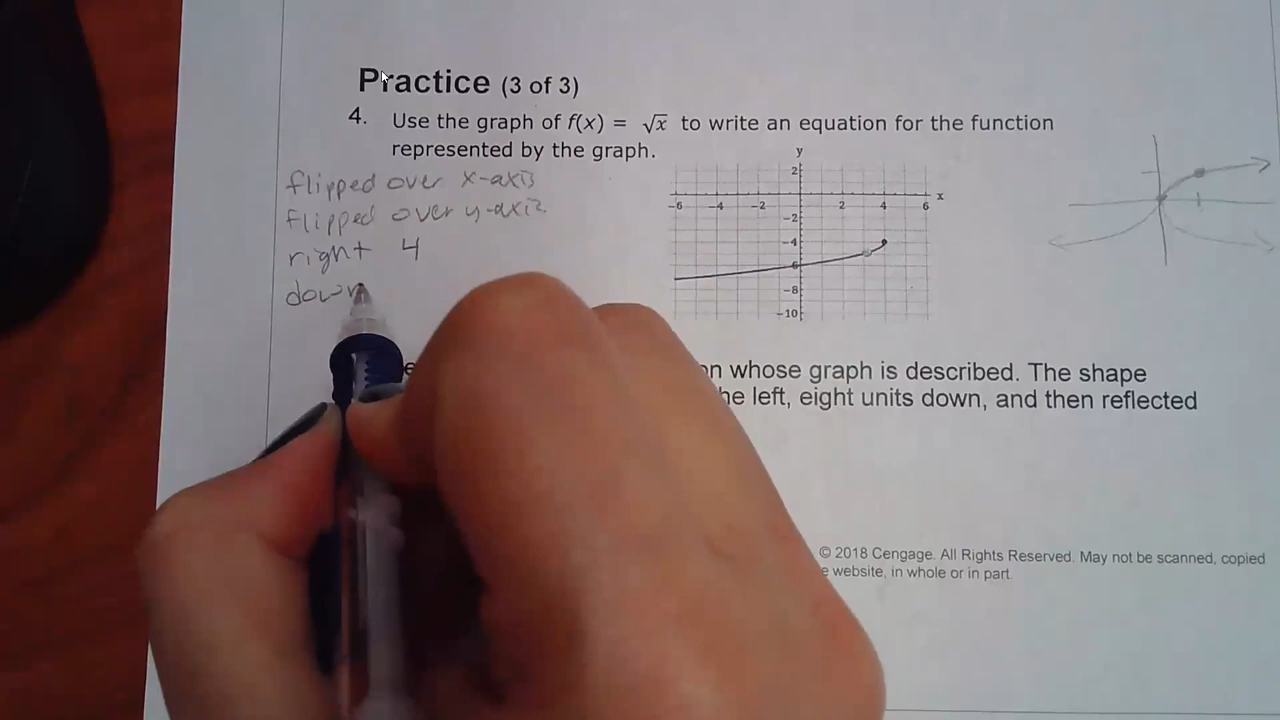 Practice (3 of 3)
4. Use the graph of f(x) = √x to write an equation for the function
represented by the graph.
flipped over x-axis
flipped over y-axis
right 4
down
y
x
2
-2
-4
-6
-8
-10
-6 -4 -2 2 4 6
whose graph is described. The shape
left, eight units down, and then reflected
© 2018 Cengage. All Rights Reserved. May not be scanned, copied
website, in whole or in part.